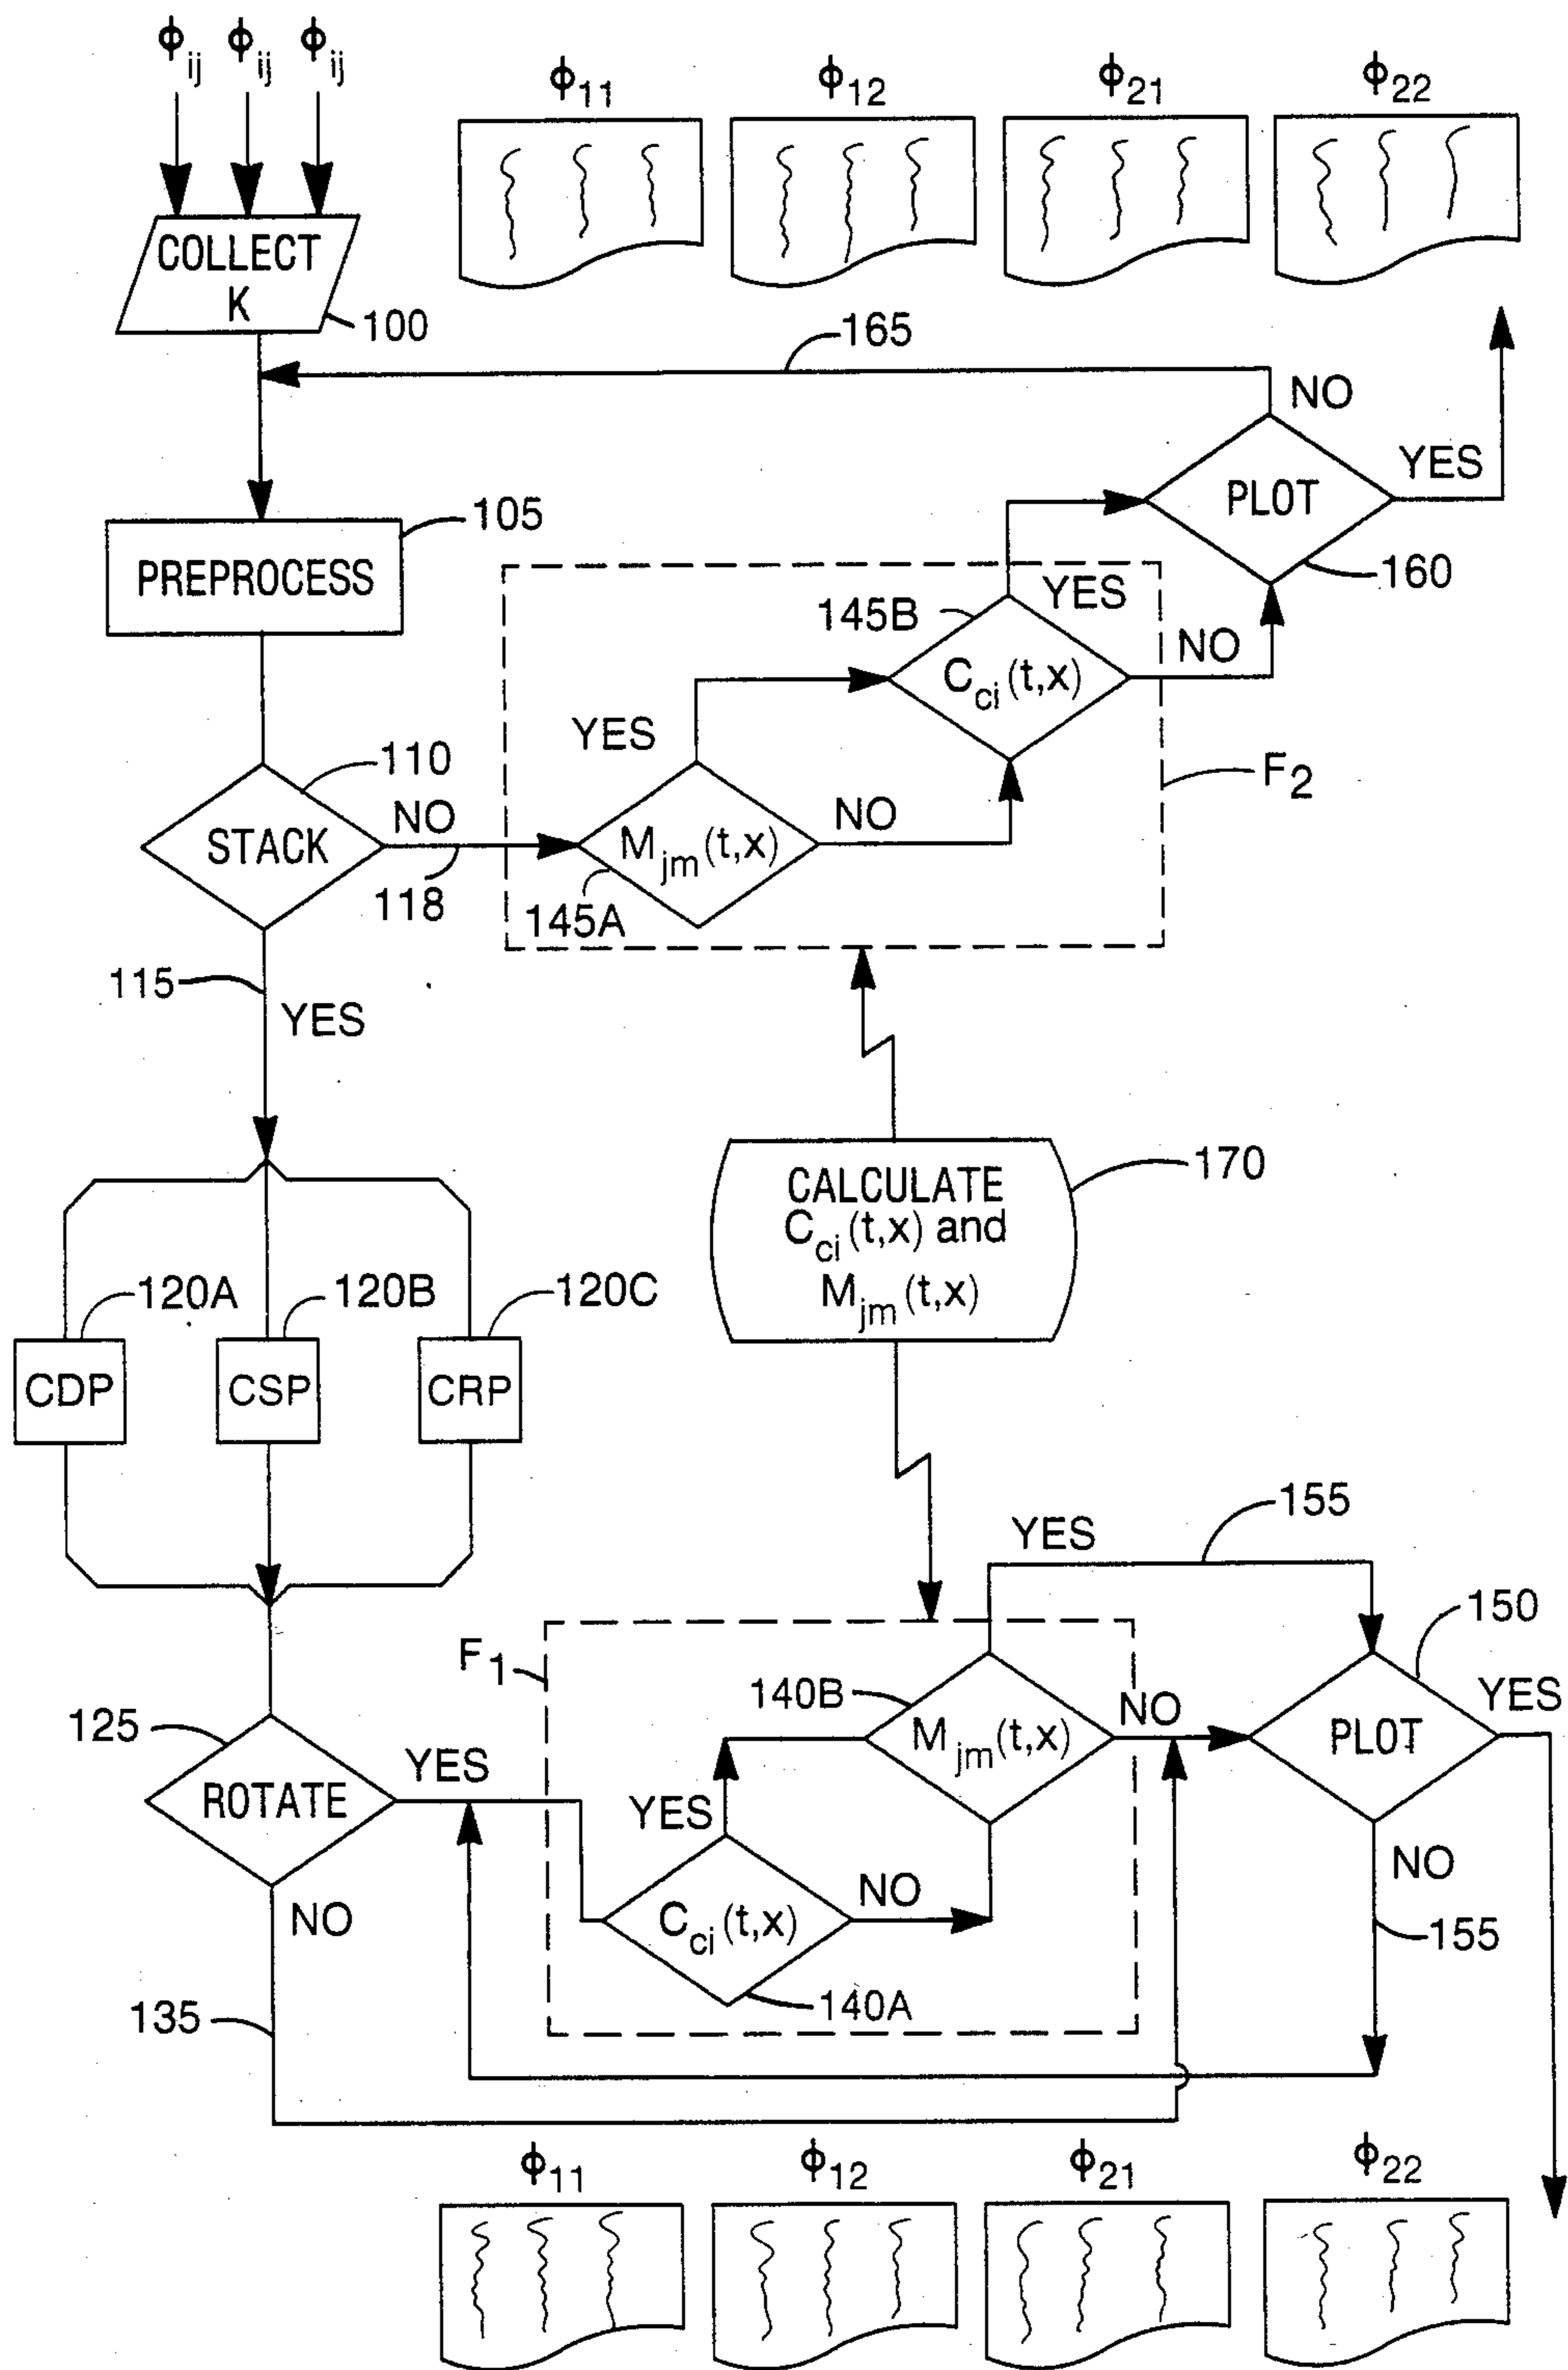 ϕij ϕij ϕij
ϕ11 ϕ12 ϕ21 ϕ22
COLLECT
K
100
165
NO
YES
PLOT
160
105
PREPROCESS
145B
YES
Cci (t,x)
NO
YES
110
STACK
NO
118
Mjm (t,x)
NO
145A
F2
115
YES
CALCULATE
Cci (t,x) and
Mjm (t,x)
170
120A
120B
120C
CDP
CSP
CRP
YES
155
150
F1
140B
Mjm (t,x)
NO
PLOT
YES
125
ROTATE
YES
YES
NO
NO
NO
Cci (t,x)
155
140A
135
ϕ11 ϕ12 ϕ21 ϕ22